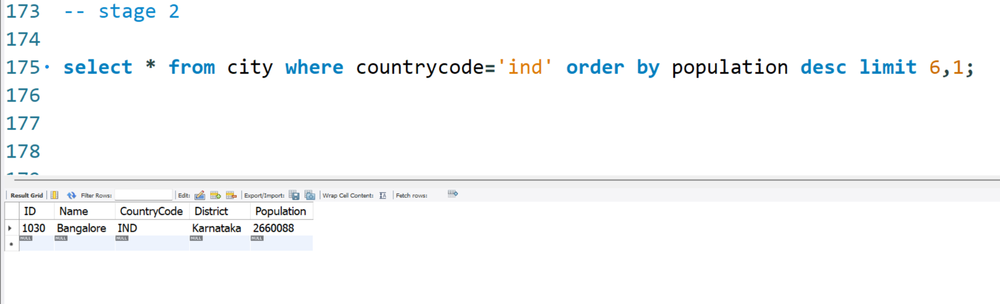 173 -- stage 2
174
175 select * from city where countrycode='ind' order by population desc limit 6,1;
176
177
178
Result Grid Filter Rows: Edit: Export/Import: Wrap Cell Content: Fetch rows:
ID Name CountryCode District Population
1030 Bangalore IND Karnataka 2660088
NULL NULL NULL NULL NULL